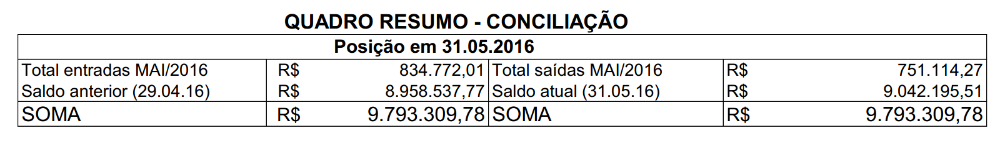 QUADRO RESUMO - CONCILIAÇÃO
Posição em 31.05.2016
Total entradas MAI/2016 R$ 834.772,01 Total saídas MAI/2016 R$ 751.114,27
Saldo anterior (29.04.16) R$ 8.958.537,77 Saldo atual (31.05.16) R$ 9.042.195,51
SOMA R$ 9.793.309,78 SOMA R$ 9.793.309,78